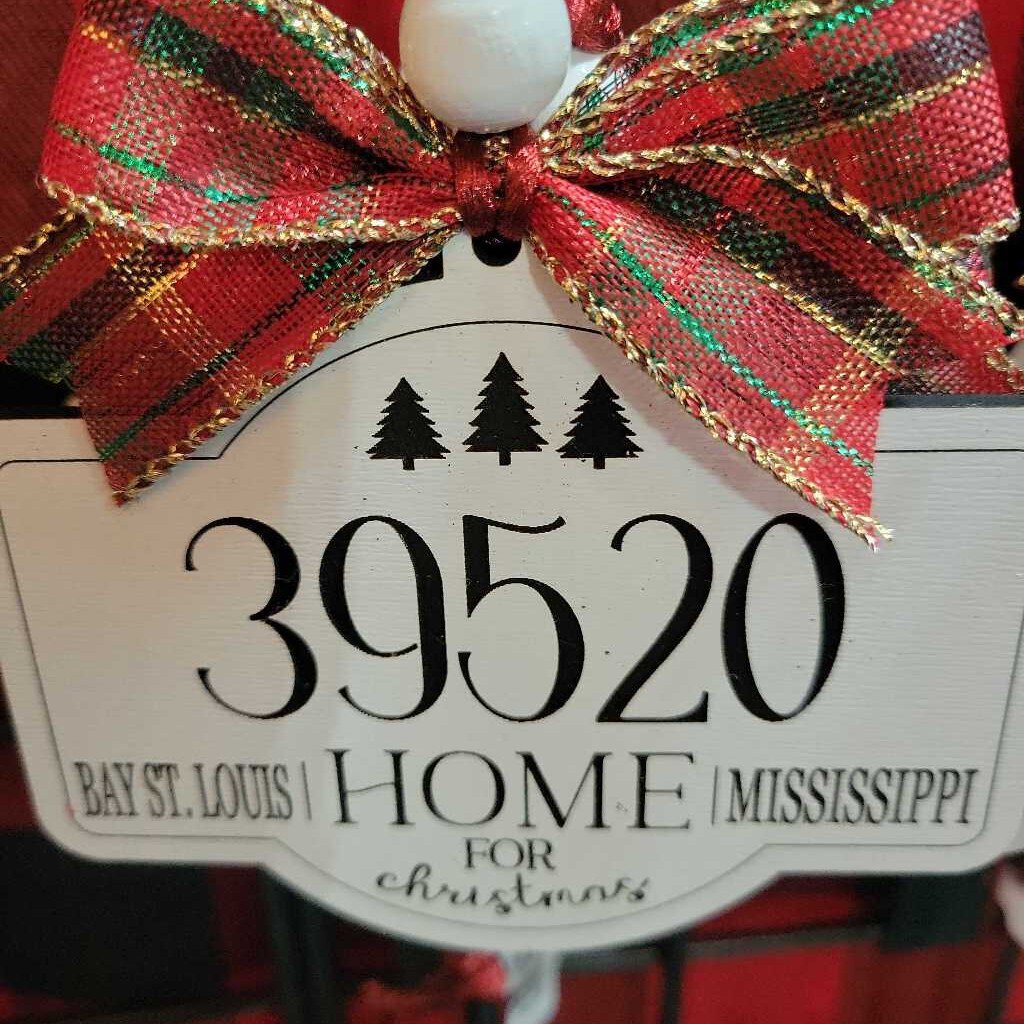 39520
BAY ST. LOUIS | HOME | MISSISSIPPI
FOR
christmas